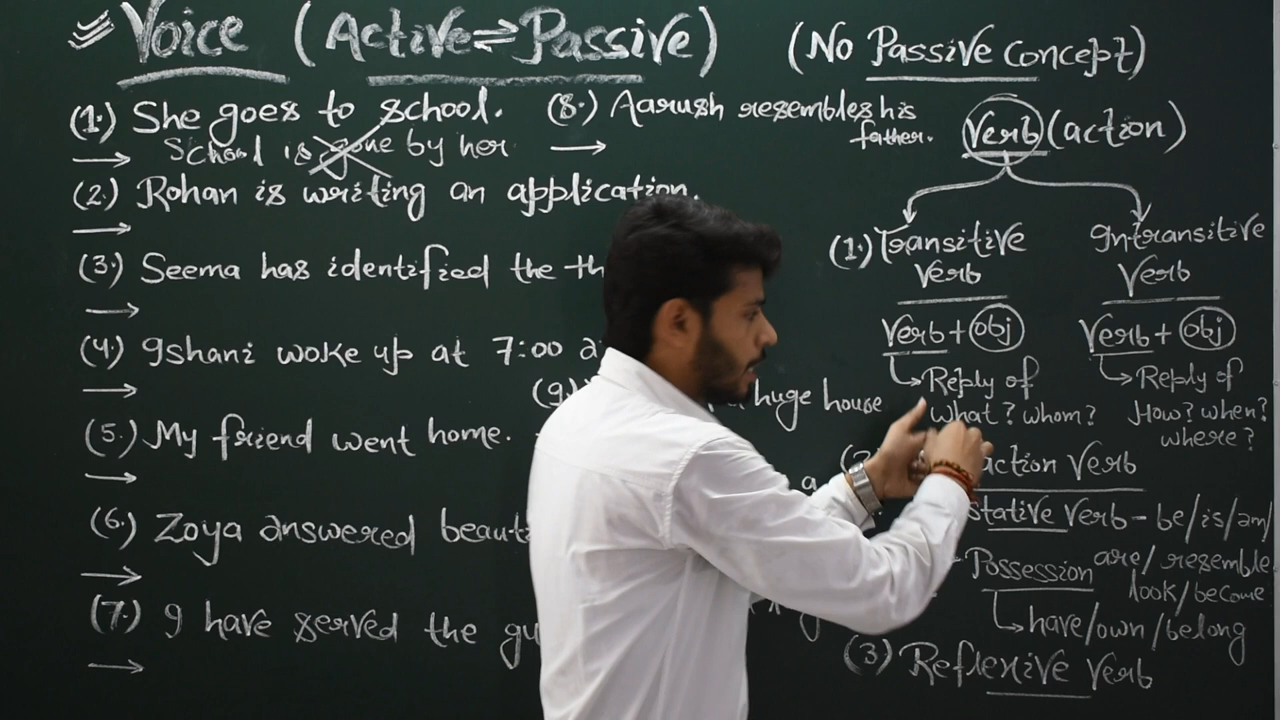 Voice (Active ⇌ Passive)
(1.) She goes to school.
→ School is gone by her
(2.) Rohan is writing an application.
→
(3.) Seema has identified the th
→
(4.) Ishani woke up at 7:00 a
→
(5.) My friend went home.
→
(6.) Zoya answered beaut
→
(7.) I have served the gu
→
(8.) Aarush resembles his
father.
→
(9.)
huge house
a
(No Passive Concept)
Verb (action)
(1.) Transitive
Verb
Verb + obj
Reply of
what? whom?
Intransitive
Verb
Verb + obj
Reply of
How? when?
where?
action Verb
stative Verb - be/is/am/
are/resemble
look/become
Possession
have/own/belong
(3) Reflexive Verb